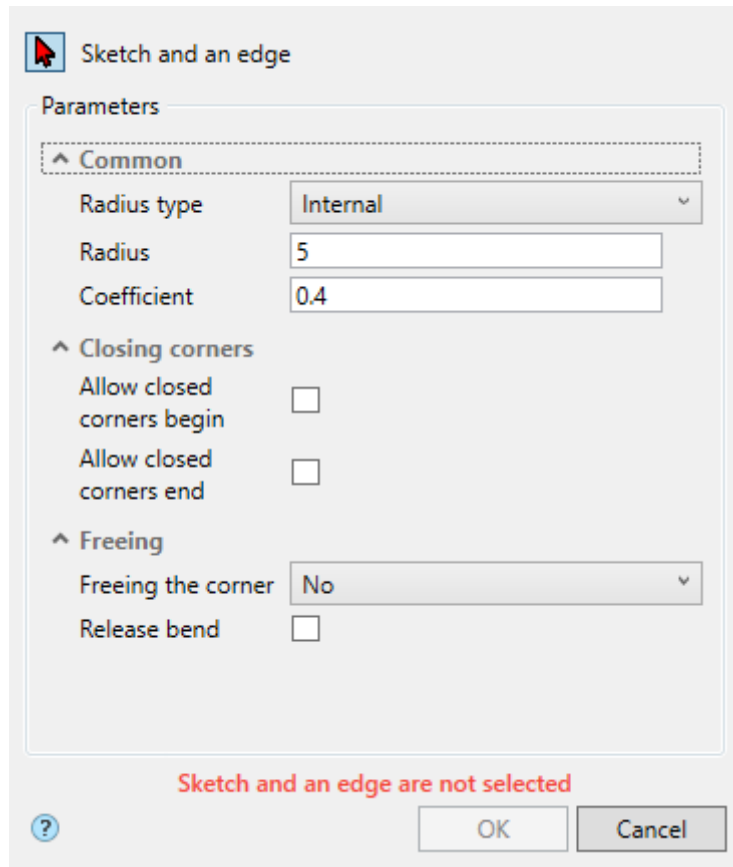 Sketch and an edge
Parameters
Common
Radius type Internal
Radius 5
Coefficient 0.4
Closing corners
Allow closed
corners begin
Allow closed
corners end
Freeing
Freeing the corner No
Release bend
Sketch and an edge are not selected
? OK Cancel